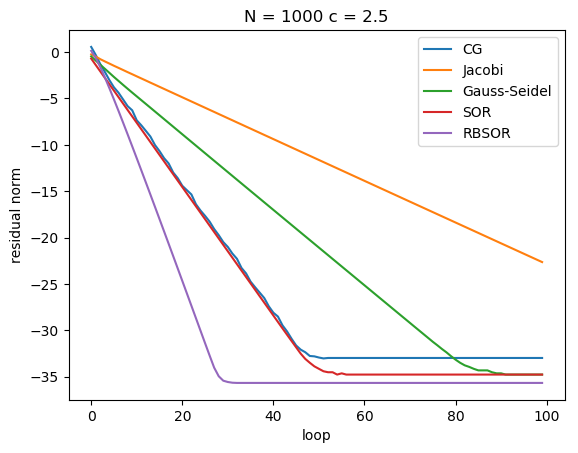 N = 1000 c = 2.5
CG
Jacobi
Gauss-Seidel
SOR
RBSOR
residual norm
0
−5
−10
−15
−20
−25
−30
−35
0
20
40
60
80
100
loop